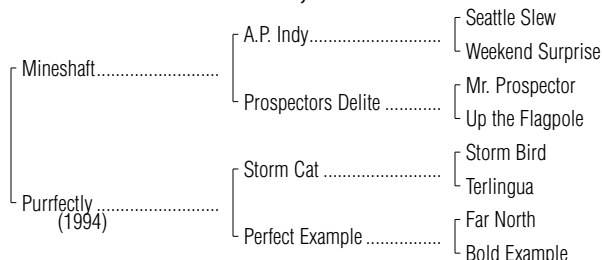 Seattle Slew
A.P. Indy
Weekend Surprise
Mineshaft
Mr. Prospector
Prospectors Delite
Up the Flagpole
Storm Bird
Storm Cat
Terlingua
Purrfectly
(1994)
Far North
Perfect Example
Bold Example